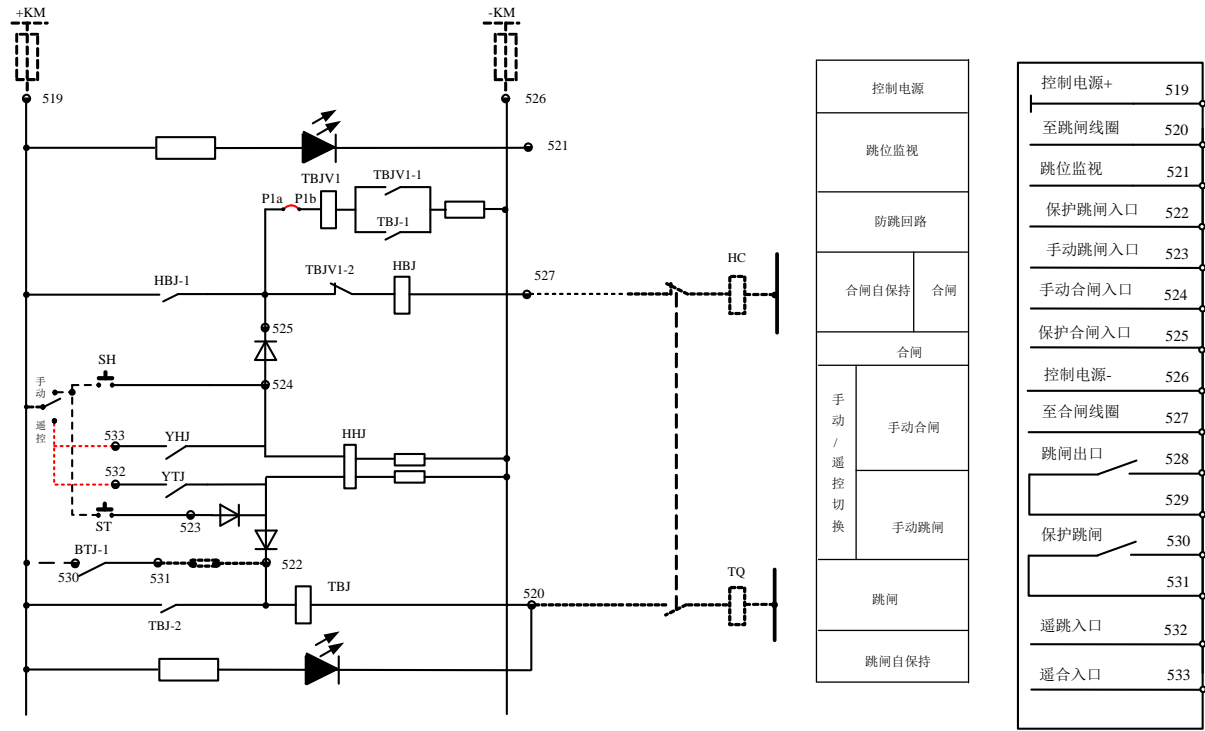 +KM
-KM
519
526
521
TBJV1
TBJV1-1
P1a
P1b
TBJ-1
HBJ-1
TBJV1-2
HBJ
527
HC
525
SH
524
手动
遥控
533
YHJ
HHJ
532
YTJ
ST
523
BTJ-1
530
531
522
TBJ
520
TQ
TBJ-2
控制电源
跳位监视
防跳回路
合闸自保持
合闸
合闸
手动/遥控切换
手动合闸
手动跳闸
跳闸
跳闸自保持
控制电源+ 519
至跳闸线圈 520
跳位监视 521
保护跳闸入口 522
手动跳闸入口 523
手动合闸入口 524
保护合闸入口 525
控制电源- 526
至合闸线圈 527
跳闸出口 528
529
保护跳闸 530
531
遥跳入口 532
遥合入口 533